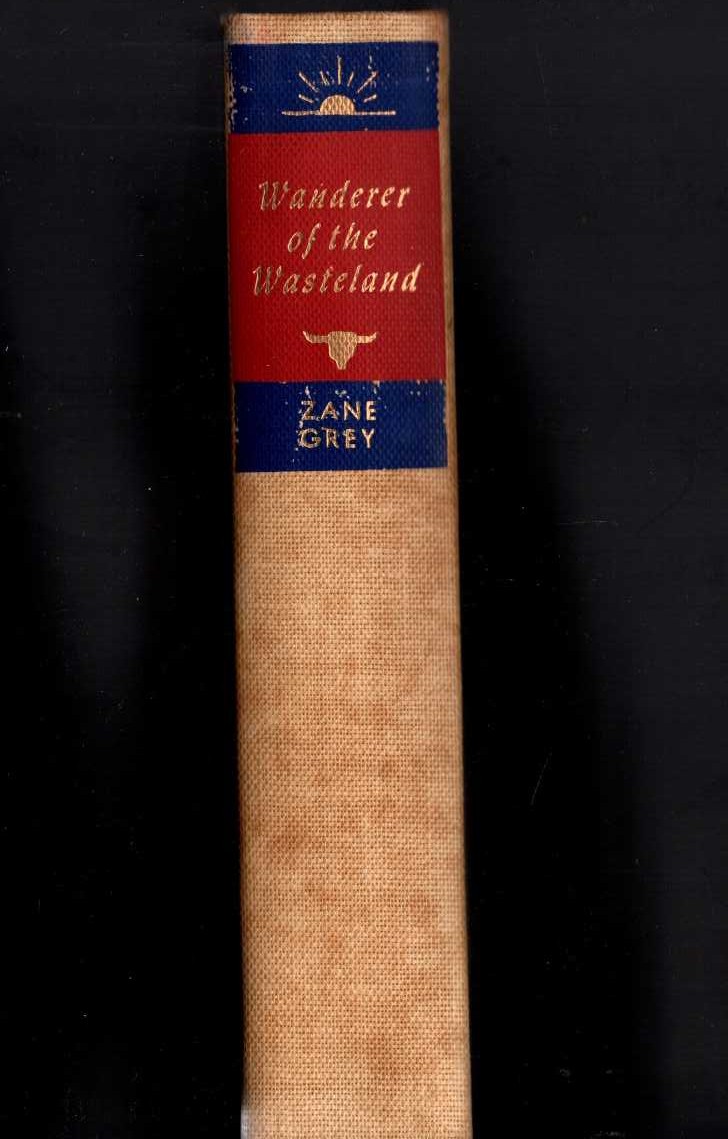 Wanderer
of the
Wasteland
ZANE
GREY